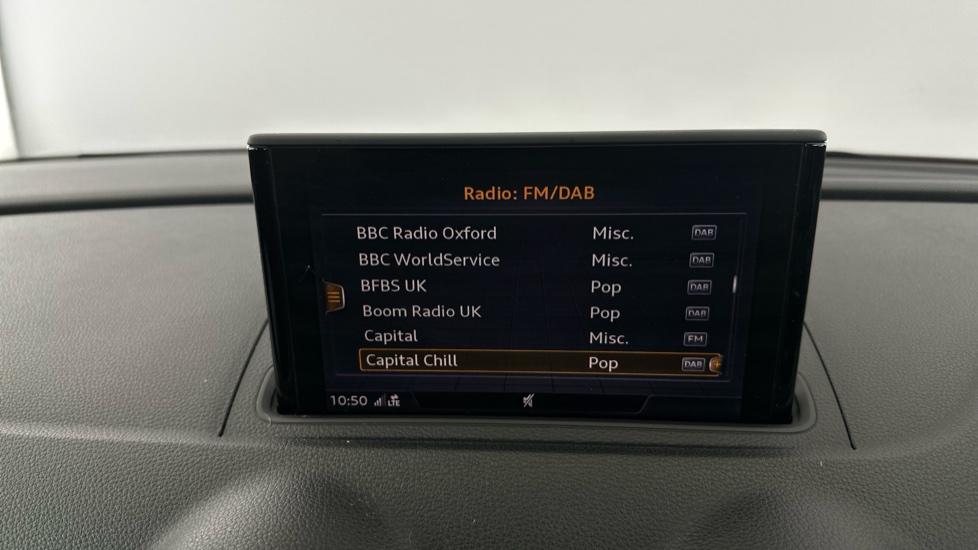 Radio: FM/DAB
BBC Radio Oxford Misc. DAB
BBC WorldService Misc. DAB
BFBS UK Pop DAB
Boom Radio UK Pop DAB
Capital Misc. FM
Capital Chill Pop DAB
10:50 LTE